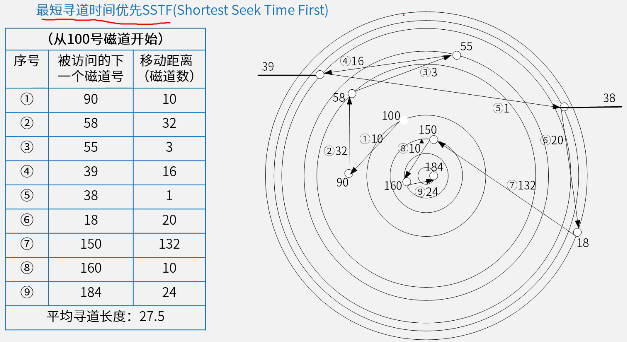 最短寻道时间优先SSTF(Shortest Seek Time First)
（从100号磁道开始）
序号 被访问的下一个磁道号 移动距离（磁道数）
① 90 10
② 58 32
③ 55 3
④ 39 16
⑤ 38 1
⑥ 18 20
⑦ 150 132
⑧ 160 10
⑨ 184 24
平均寻道长度：27.5
55
39
④16
③3
58
38
⑤1
100
①10
150
⑥20
②32
⑧10
184
90
160
⑨24
⑦132
18